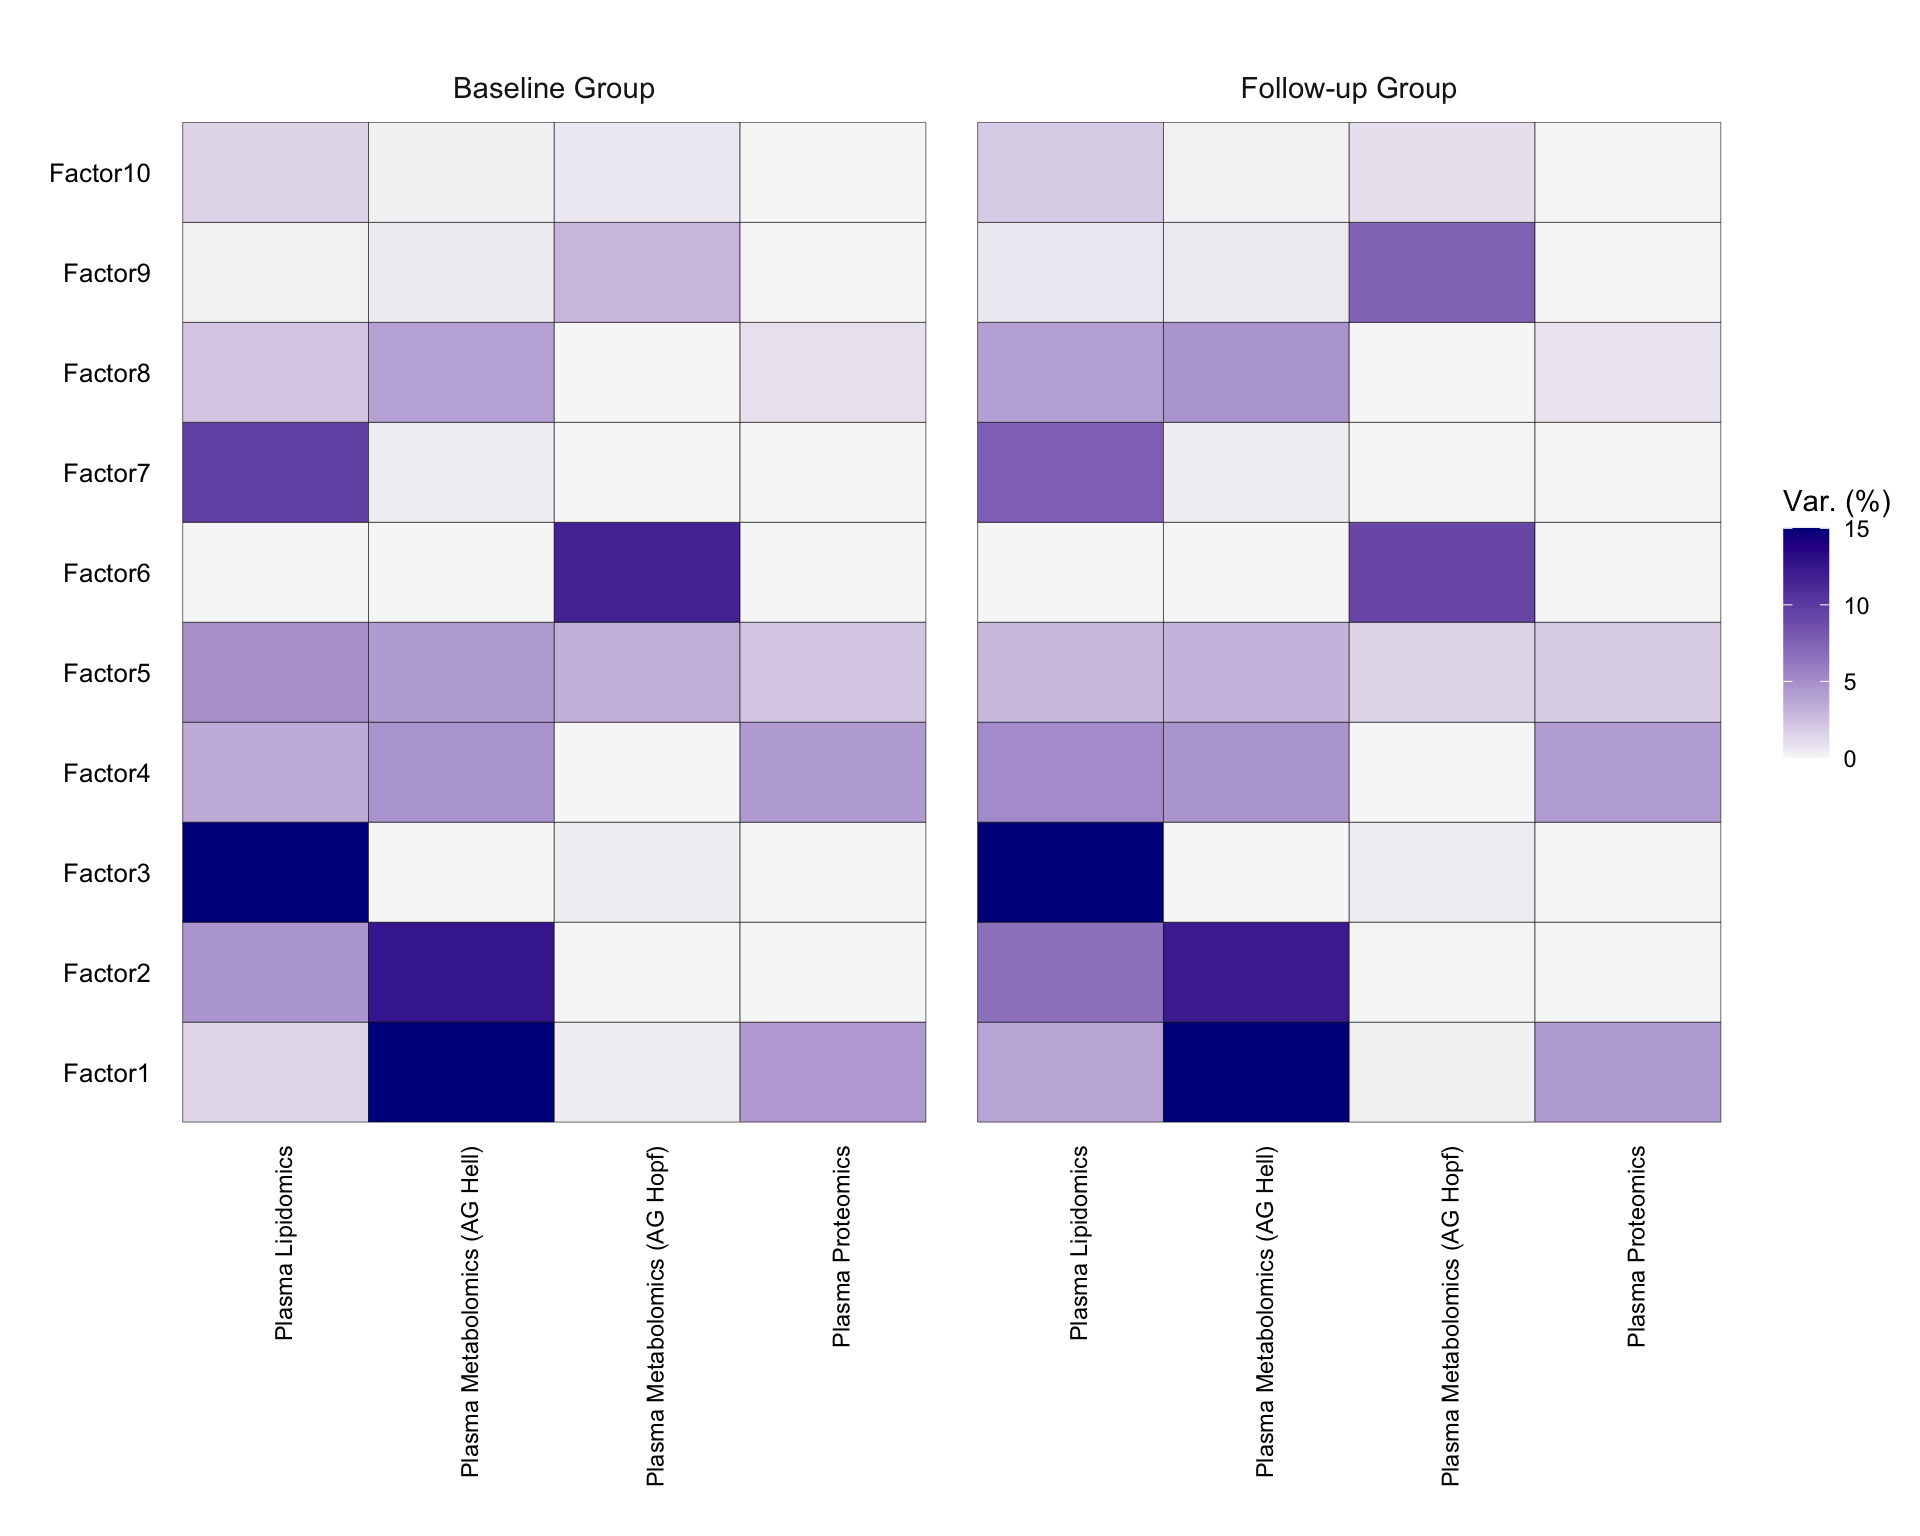 Baseline Group
Follow-up Group
Factor10
Factor9
Factor8
Factor7
Factor6
Factor5
Factor4
Factor3
Factor2
Factor1
Plasma Lipidomics
Plasma Metabolomics (AG Hell)
Plasma Metabolomics (AG Hopf)
Plasma Proteomics
Plasma Lipidomics
Plasma Metabolomics (AG Hell)
Plasma Metabolomics (AG Hopf)
Plasma Proteomics
Var. (%)
15
10
5
0